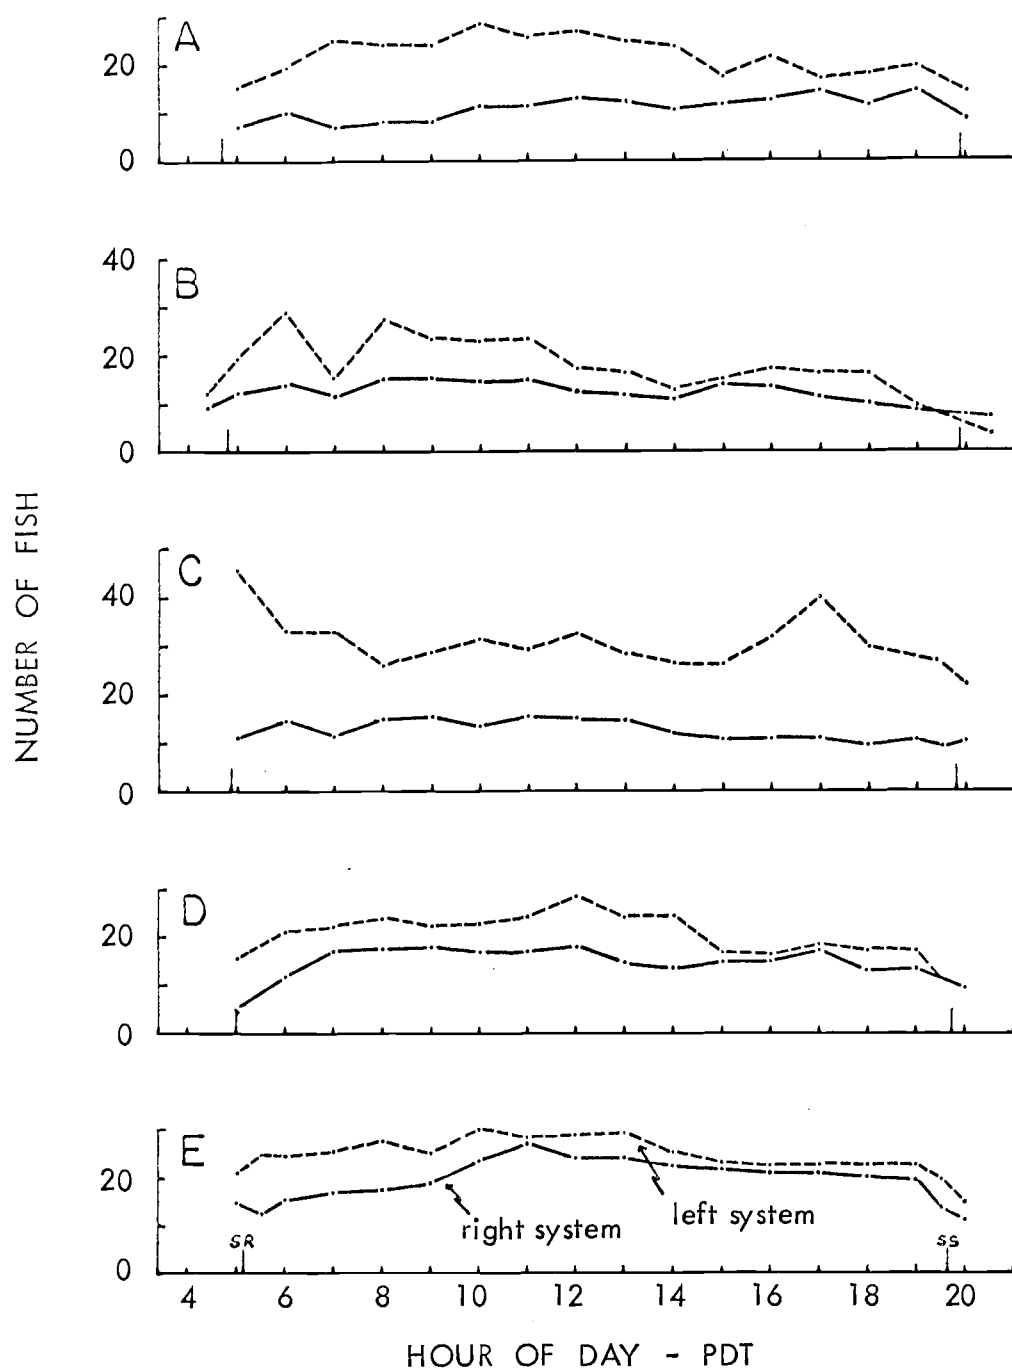 A
20
0
40
B
20
0
C
40
20
0
D
20
0
E
20
0
SR
right system
left system
SS
4 6 8 10 12 14 16 18 20
HOUR OF DAY - PDT
NUMBER OF FISH